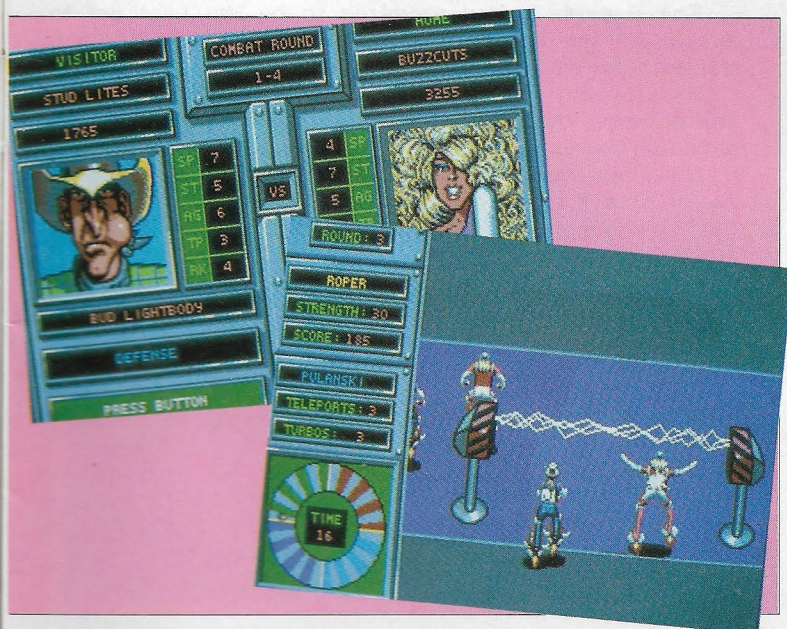 VISITOR
STUD LITES
1765
SP 7
ST 5
AG 6
TP 3
RK 4
BUD LIGHTBODY
DEFENSE
PRESS BUTTON
COMBAT ROUND
1-4
VS
HOME
BUZZCUTS
3255
4 SP
7 ST
5 AG
ROUND: 3
ROPER
STRENGTH: 30
SCORE: 185
PULANSKI
TELEPORTS: 3
TURBOS: 3
TIME
16